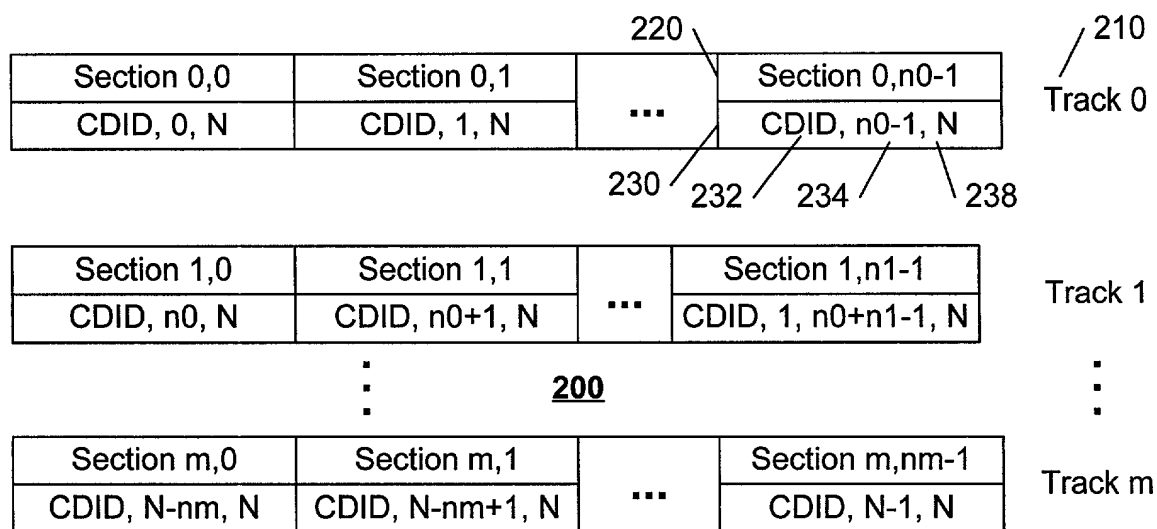 220 210
Section 0,0 Section 0,1 ... Section 0,n0-1 Track 0
CDID, 0, N CDID, 1, N CDID, n0-1, N
230 232 234 238
Section 1,0 Section 1,1 ... Section 1,n1-1 Track 1
CDID, n0, N CDID, n0+1, N CDID, 1, n0+n1-1, N
200
Section m,0 Section m,1 ... Section m,nm-1 Track m
CDID, N-nm, N CDID, N-nm+1, N CDID, N-1, N